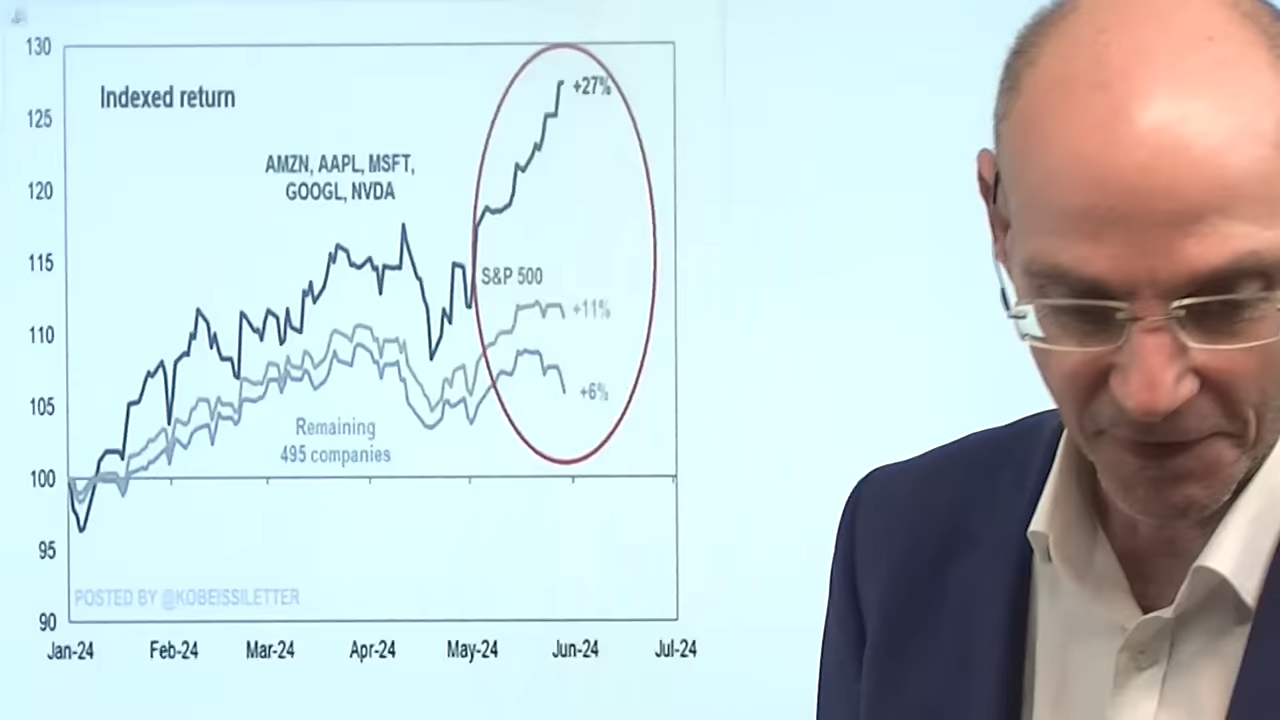 130
Indexed return
+27%
125
AMZN, AAPL, MSFT,
GOOGL, NVDA
120
115
S&P 500
110
+11%
105
+6%
Remaining
495 companies
100
95
POSTED BY @KOBEISSILETTER
90
Jan-24
Feb-24
Mar-24
Apr-24
May-24
Jun-24
Jul-24